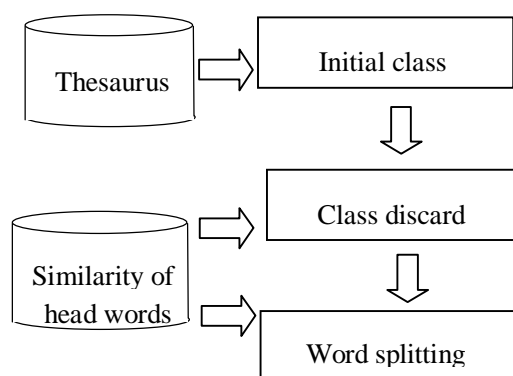 Thesaurus
Initial class
Class discard
Similarity of
head words
Word splitting